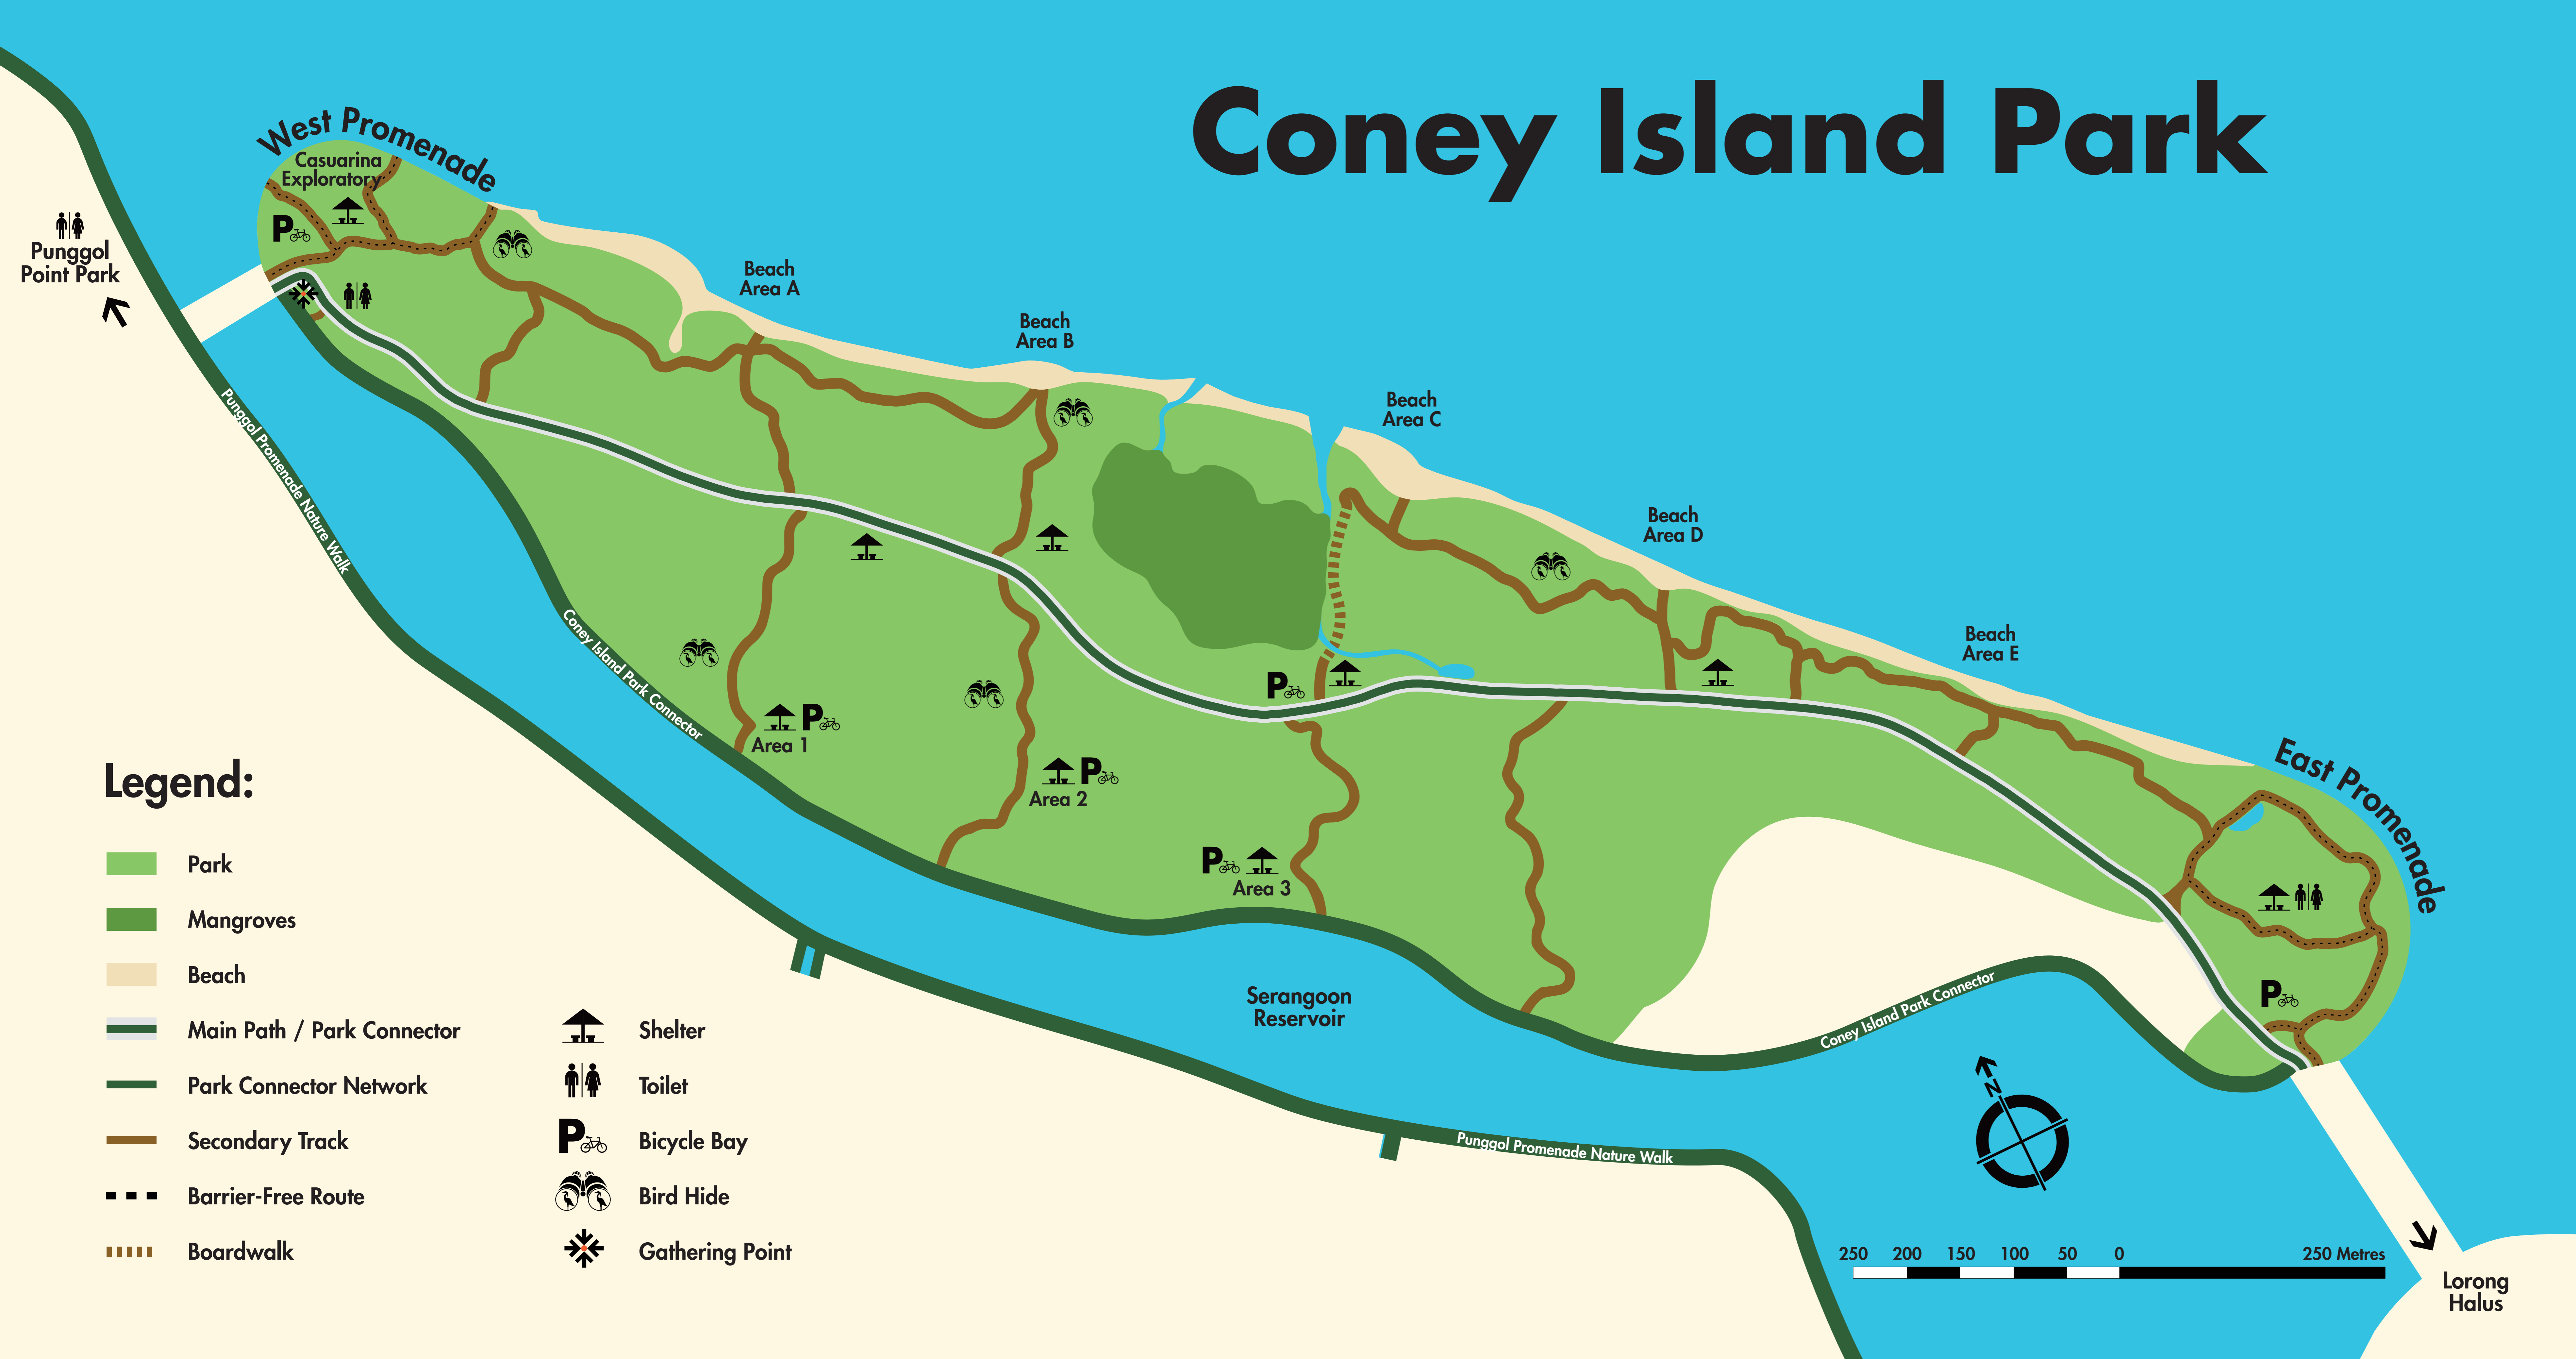 Coney Island Park
West Promenade
Casuarina
Exploratory
P
Punggol
Point Park
Beach
Area A
Beach
Area B
Beach
Area C
Beach
Area D
Beach
Area E
East Promenade
Punggol Promenade Nature Walk
Coney Island Park Connector
P
Area 1
P
Area 2
P
P
Area 3
P
Serangoon
Reservoir
Coney Island Park Connector
Punggol Promenade Nature Walk
N
250 200 150 100 50 0 250 Metres
Lorong
Halus
Legend:
Park
Mangroves
Beach
Main Path / Park Connector
Park Connector Network
Secondary Track
Barrier-Free Route
Boardwalk
Shelter
Toilet
P Bicycle Bay
Bird Hide
Gathering Point